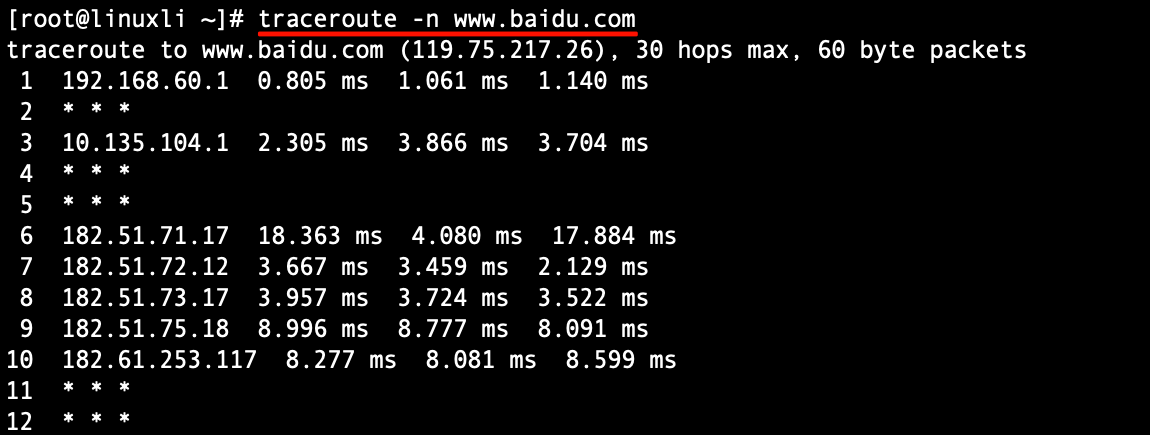 [root@linuxli ~]# traceroute -n www.baidu.com
traceroute to www.baidu.com (119.75.217.26), 30 hops max, 60 byte packets
 1  192.168.60.1  0.805 ms  1.061 ms  1.140 ms
 2  * * *
 3  10.135.104.1  2.305 ms  3.866 ms  3.704 ms
 4  * * *
 5  * * *
 6  182.51.71.17  18.363 ms  4.080 ms  17.884 ms
 7  182.51.72.12  3.667 ms  3.459 ms  2.129 ms
 8  182.51.73.17  3.957 ms  3.724 ms  3.522 ms
 9  182.51.75.18  8.996 ms  8.777 ms  8.091 ms
10  182.61.253.117  8.277 ms  8.081 ms  8.599 ms
11  * * *
12  * * *